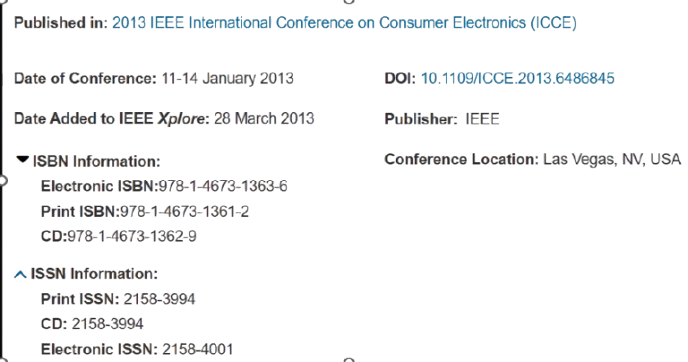 Published in: 2013 IEEE International Conference on Consumer Electronics (ICCE)
Date of Conference: 11-14 January 2013
DOI: 10.1109/ICCE.2013.6486845
Date Added to IEEE Xplore: 28 March 2013
Publisher: IEEE
ISBN Information:
Conference Location: Las Vegas, NV, USA
Electronic ISBN:978-1-4673-1363-6
Print ISBN:978-1-4673-1361-2
CD:978-1-4673-1362-9
ISSN Information:
Print ISSN: 2158-3994
CD: 2158-3994
Electronic ISSN: 2158-4001